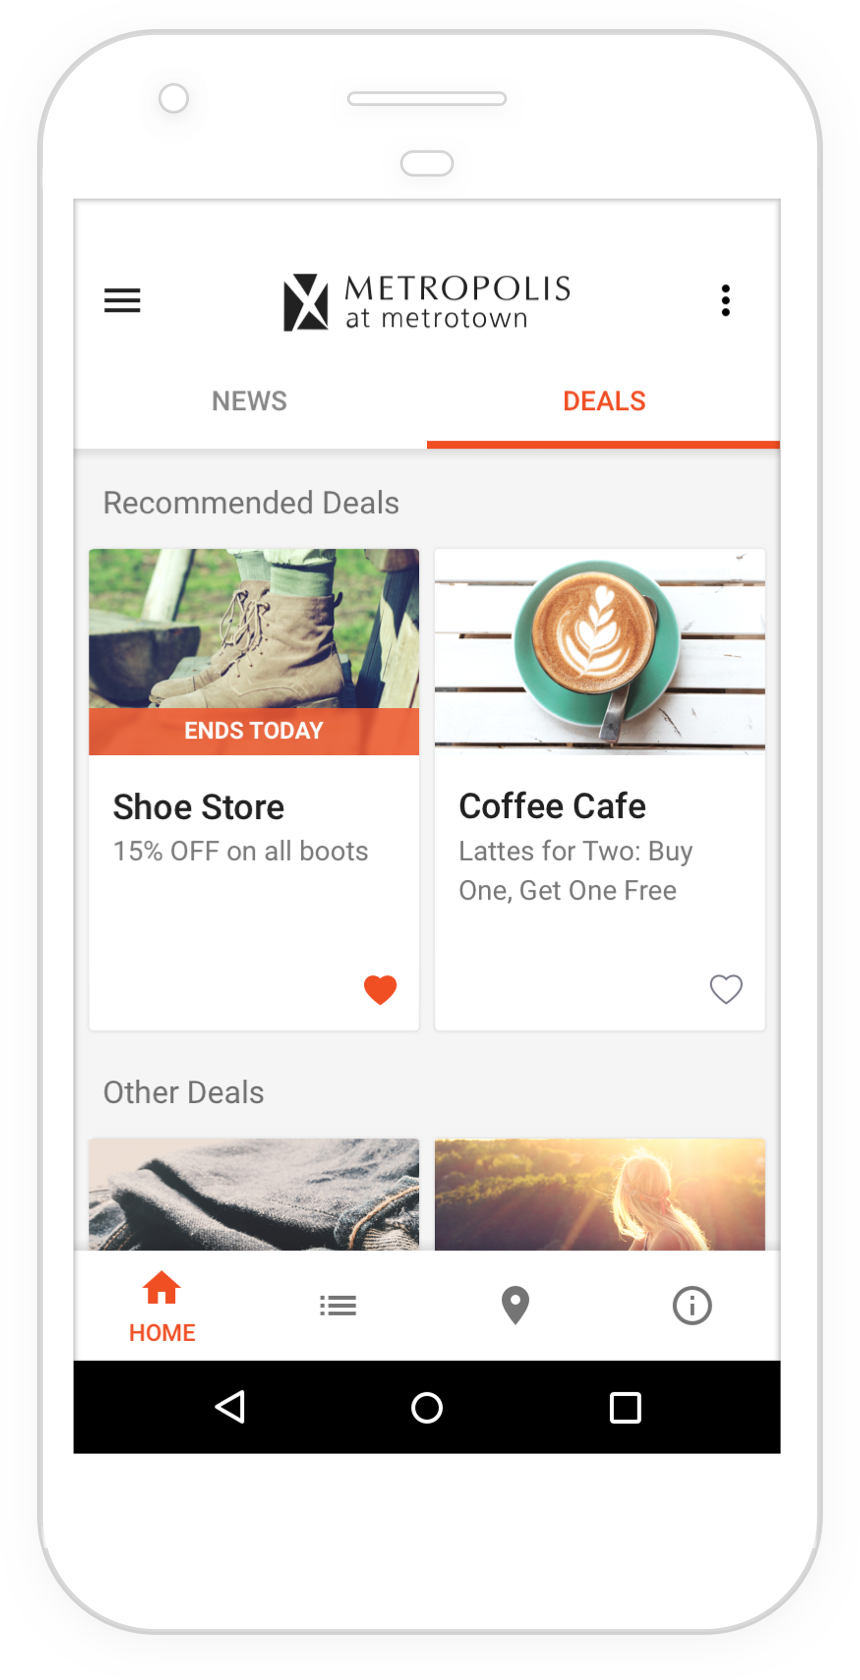 METROPOLIS
at metrotown
NEWS
DEALS
Recommended Deals
ENDS TODAY
Shoe Store
15% OFF on all boots
Coffee Cafe
Lattes for Two: Buy
One, Get One Free
Other Deals
HOME